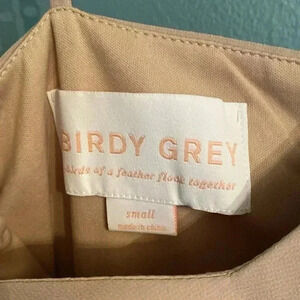 BIRDY GREY
birds of a feather flock together
small
made in china